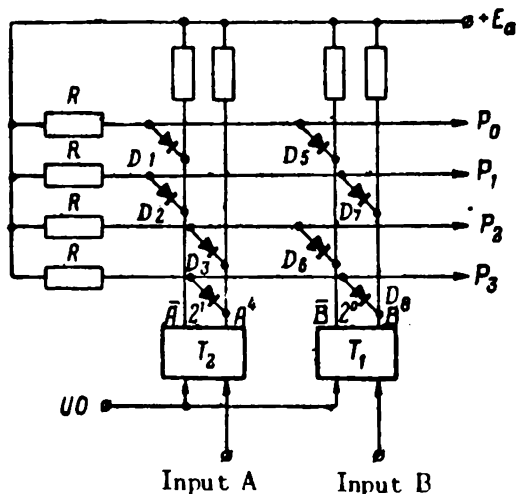 +Ea
R P0
D1 D5
R P1
D2 D7
R P2
D3 D6
R P3
D8
Ā 2¹ A⁴ B̄ 2⁰ B
T2 T1
UO
Input A Input B